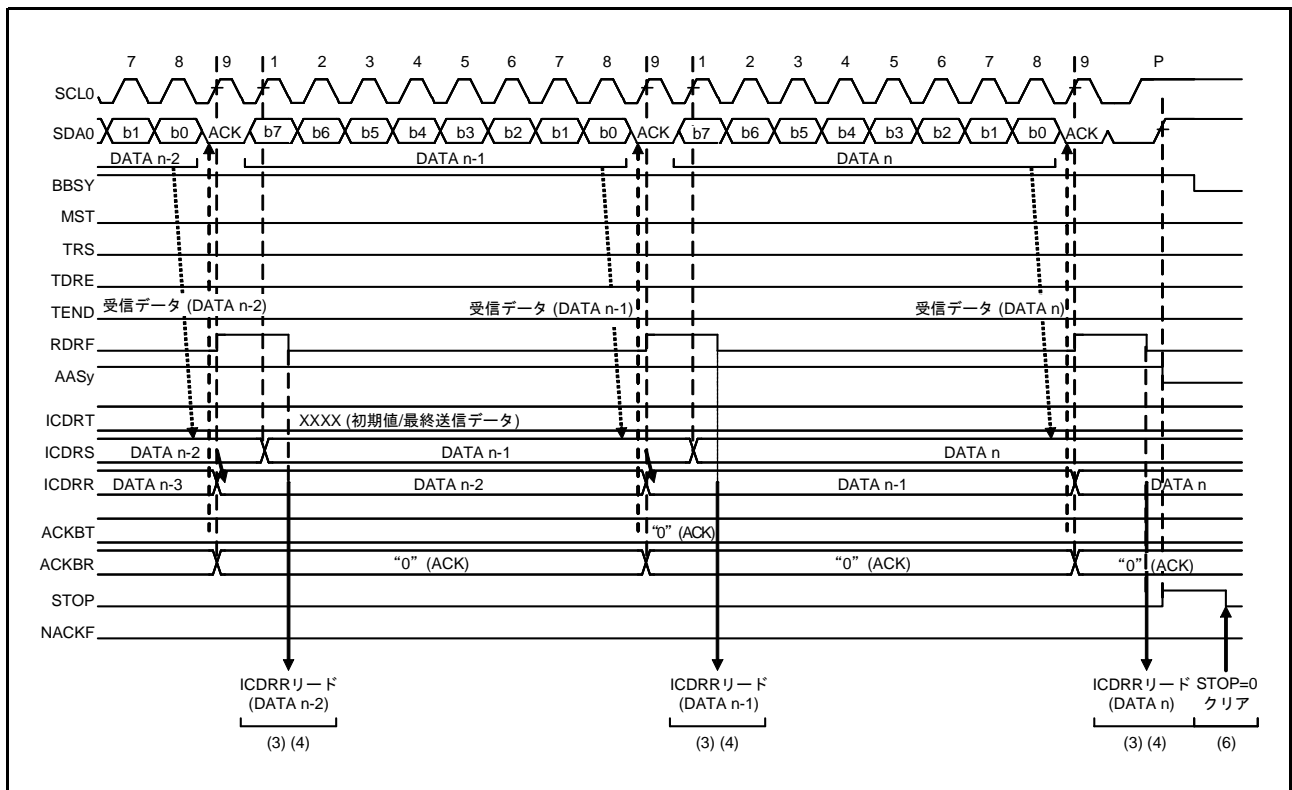 7 8 9 1 2 3 4 5 6 7 8 9 1 2 3 4 5 6 7 8 9 P
SCL0
SDA0 b1 b0 ACK b7 b6 b5 b4 b3 b2 b1 b0 ACK b7 b6 b5 b4 b3 b2 b1 b0 ACK
DATA n-2 DATA n-1 DATA n
BBSY
MST
TRS
TDRE
TEND 受信データ (DATA n-2) 受信データ (DATA n-1) 受信データ (DATA n)
RDRF
AASy
ICDRT XXXX (初期値/最終送信データ)
ICDRS DATA n-2 DATA n-1 DATA n
ICDRR DATA n-3 DATA n-2 DATA n-1 DATA n
ACKBT “0” (ACK)
ACKBR “0” (ACK) “0” (ACK) “0” (ACK)
STOP
NACKF
ICDRRリード ICDRRリード ICDRRリード STOP=0
(DATA n-2) (DATA n-1) (DATA n) クリア
(3) (4) (3) (4) (3) (4) (6)